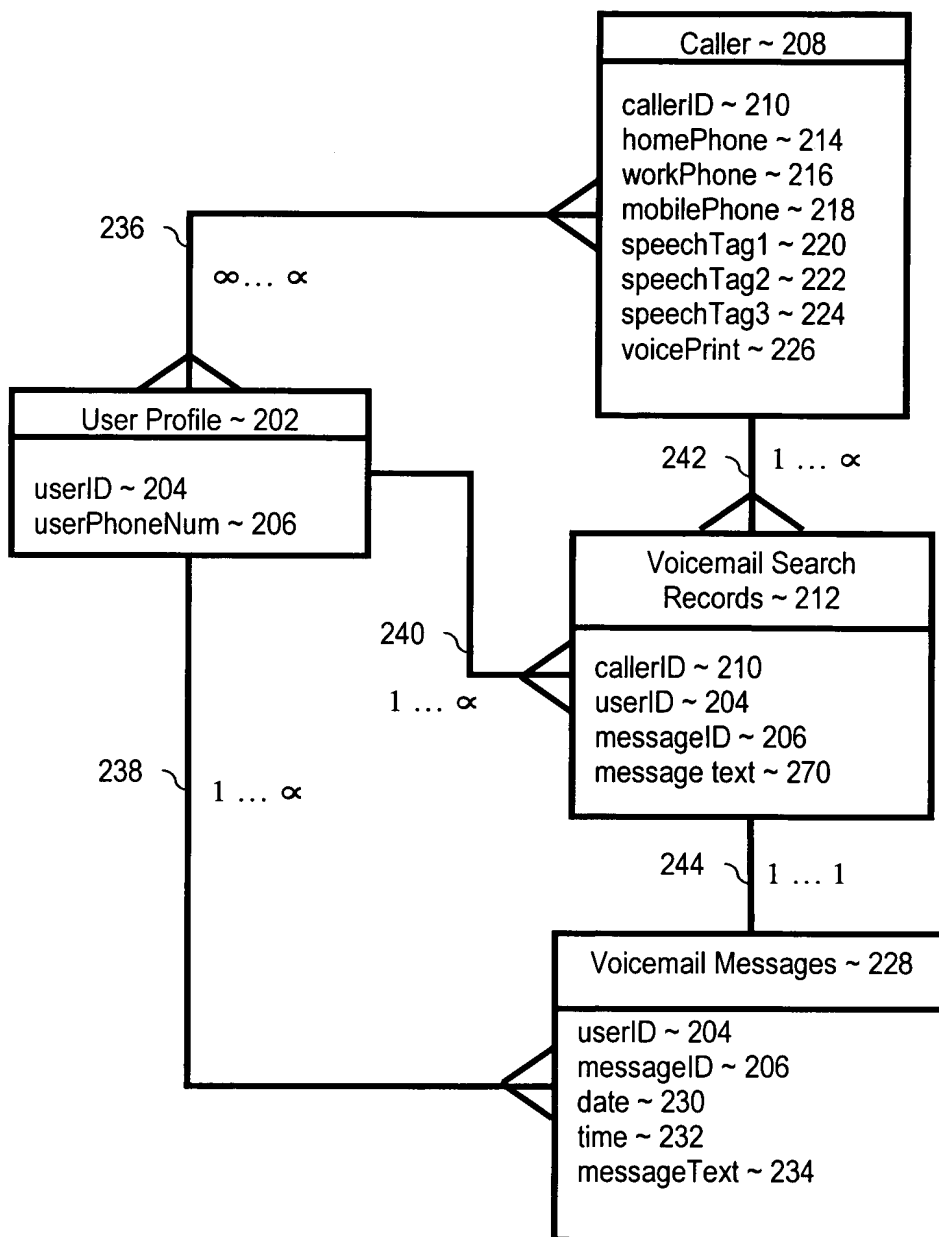 Caller ~ 208
callerID ~ 210
homePhone ~ 214
workPhone ~ 216
mobilePhone ~ 218
speechTag1 ~ 220
speechTag2 ~ 222
speechTag3 ~ 224
voicePrint ~ 226
236
∞... ∝
User Profile ~ 202
userID ~ 204
userPhoneNum ~ 206
242
1 ... ∝
Voicemail Search
Records ~ 212
callerID ~ 210
userID ~ 204
messageID ~ 206
message text ~ 270
240
1 ... ∝
238
1 ... ∝
244
1 ... 1
Voicemail Messages ~ 228
userID ~ 204
messageID ~ 206
date ~ 230
time ~ 232
messageText ~ 234